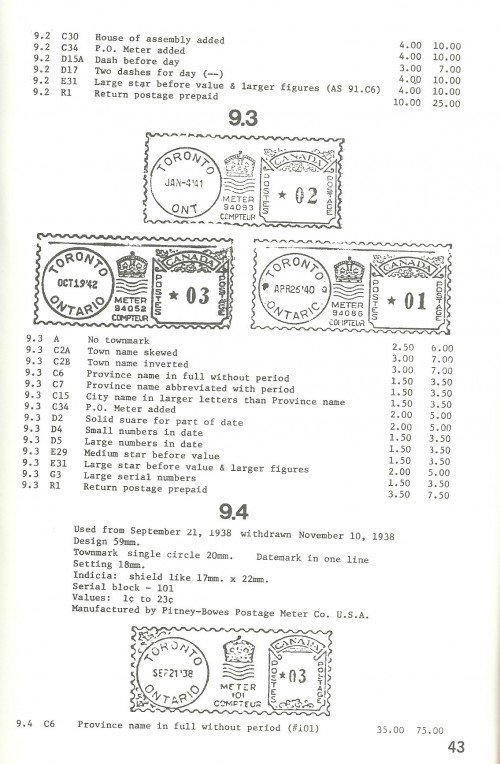 9.2 C30 House of assembly added 4.00 10.00
9.2 C34 P.O. Meter added 4.00 10.00
9.2 D15A Dash before day 3.00 7.00
9.2 D17 Two dashes for day (--) 4.00 10.00
9.2 E31 Large star before value & larger figures (AS 91.C6) 4.00 10.00
9.2 R1 Return postage prepaid 10.00 25.00
9.3
TORONTO
JAN-4'41
ONT.
METER
94093
COMPTEUR
CANADA
POSTES
POSTAGE
* 02
TORONTO
OCT19'42
ONTARIO
METER
94052
COMPTEUR
CANADA
POSTES
POSTAGE
* 03
TORONTO
APR26'40
ONTARIO
METER
94086
COMPTEUR
CANADA
POSTES
POSTAGE
* 01
9.3 A No townmark 2.50 6.00
9.3 C2A Town name skewed 3.00 7.00
9.3 C2B Town name inverted 3.00 7.00
9.3 C6 Province name in full without period 1.50 3.50
9.3 C7 Province name abbreviated with period 1.50 3.50
9.3 C15 City name in larger letters than Province name 1.50 3.50
9.3 C34 P.O. Meter added 2.00 5.00
9.3 D2 Solid suare for part of date 2.00 5.00
9.3 D4 Small numbers in date 1.50 3.50
9.3 D5 Large numbers in date 1.50 3.50
9.3 E29 Medium star before value 1.50 3.50
9.3 E31 Large star before value & larger figures 2.00 5.00
9.3 G3 Large serial numbers 1.50 3.50
9.3 R1 Return postage prepaid 3.50 7.50
9.4
Used from September 21, 1938 withdrawn November 10, 1938
Design 59mm.
Townmark single circle 20mm. Datemark in one line
Setting 18mm.
Indicia: shield like 17mm. x 22mm.
Serial block - 101
Values: 1¢ to 23¢
Manufactured by Pitney-Bowes Postage Meter Co. U.S.A.
TORONTO
SEP21'38
ONTARIO
METER
101
COMPTEUR
CANADA
POSTES
POSTAGE
*03
9.4 C6 Province name in full without period (#101) 35.00 75.00
43